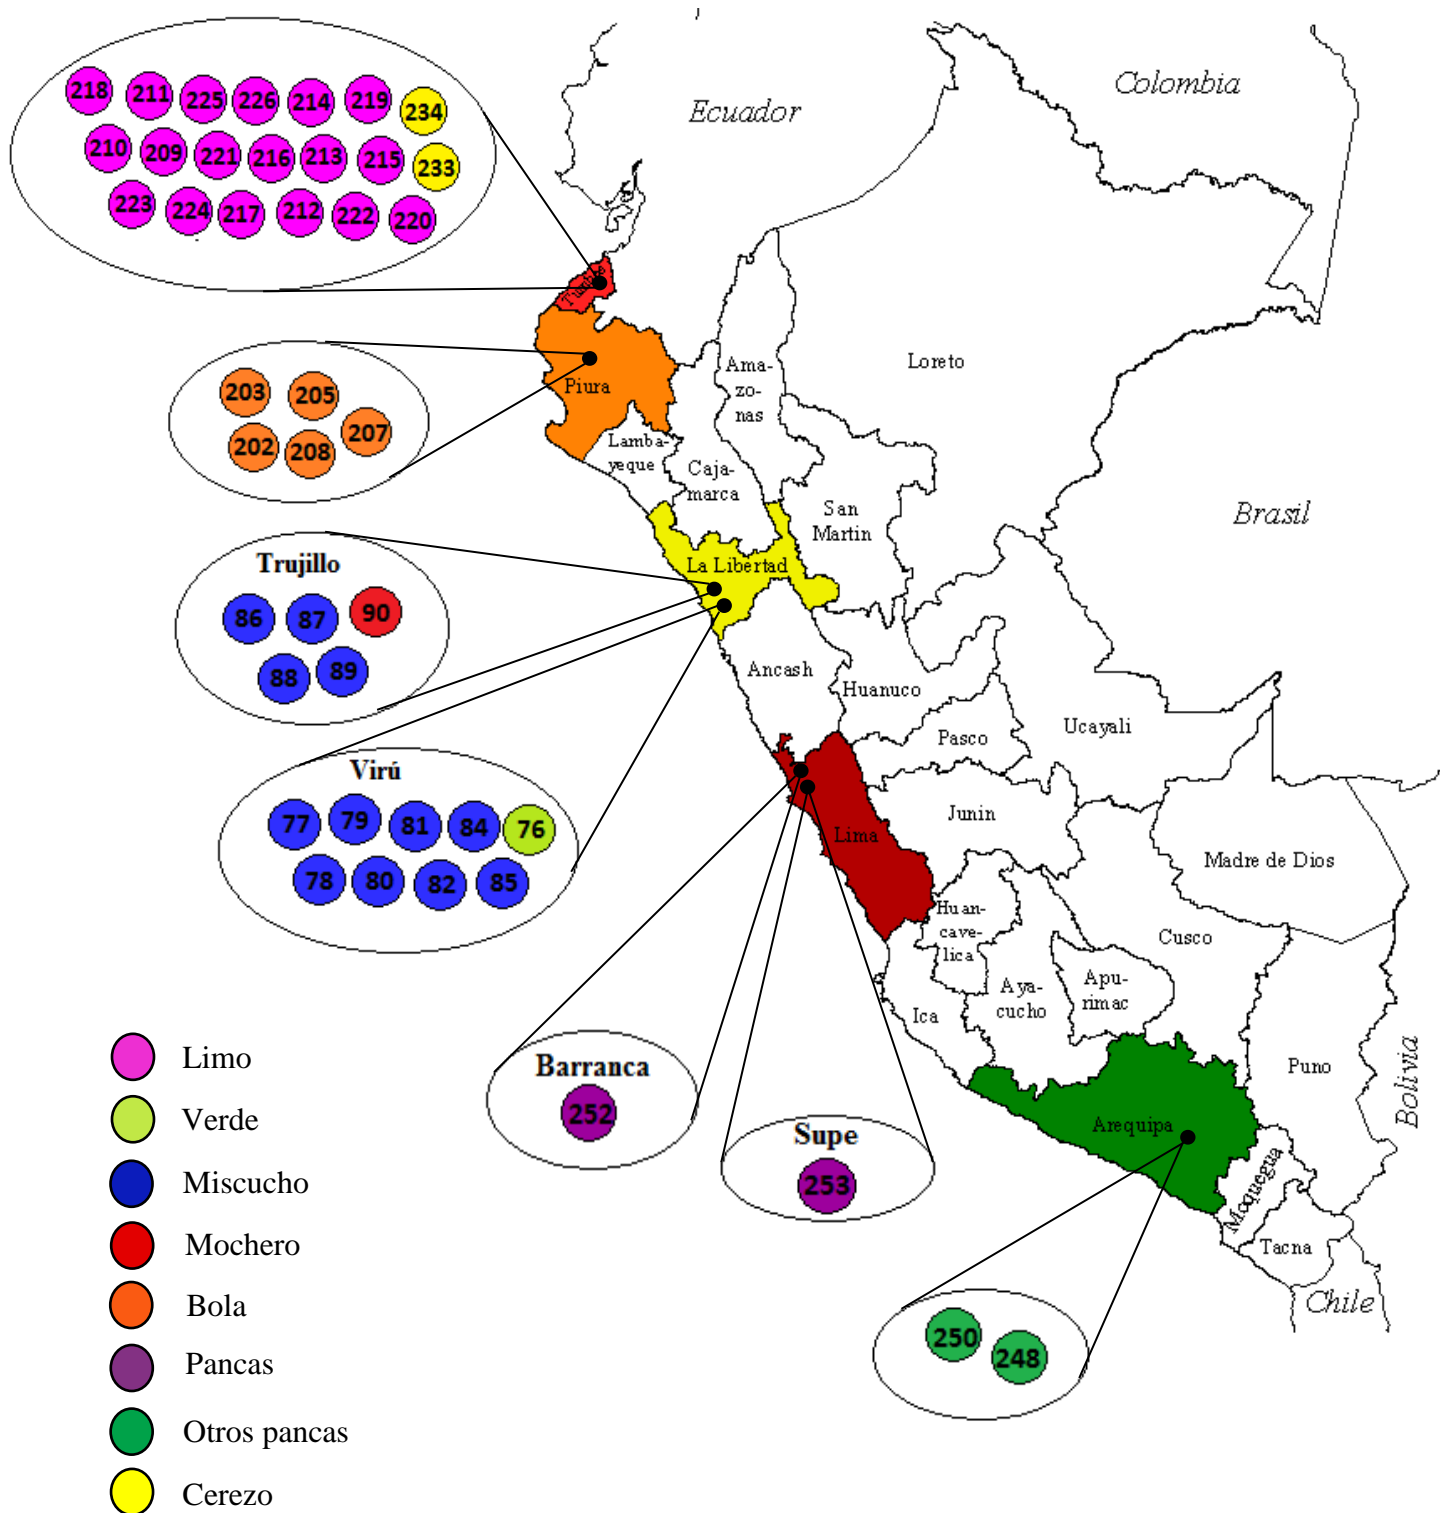 218 211 225 226 214 219 234
210 209 221 216 213 215 233
223 224 217 212 222 220
Ecuador
Colombia
Tumbes
203 205
202 208 207
Piura
Lamba-
yeque
Caja-
marca
Ama-
zo-
nas
Loreto
San
Martin
Brasil
Trujillo
86 87 90
88 89
La Libertad
Ancash
Huanuco
Ucayali
Pasco
Virú
77 79 81 84 76
78 80 82 85
Junin
Lima
Madre de Dios
Huan-
cave-
lica
Cusco
Aya-
cucho
Apu-
rimac
Ica
Puno
Bolivia
Barranca
252
Supe
253
Arequipa
Moquegua
Tacna
Chile
250
248
Limo
Verde
Miscucho
Mochero
Bola
Pancas
Otros pancas
Cerezo